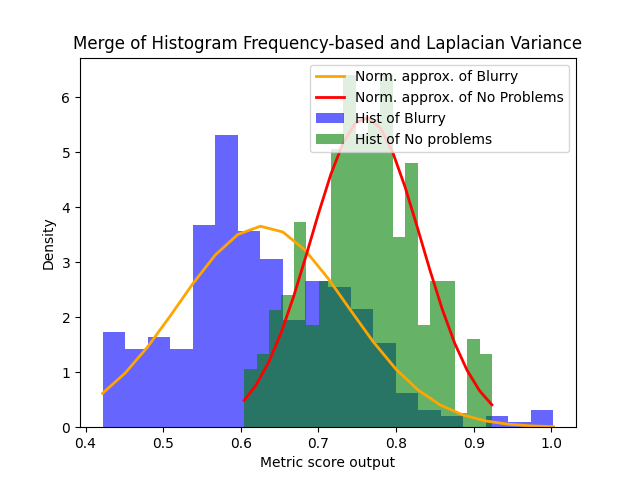 Merge of Histogram Frequency-based and Laplacian Variance
Norm. approx. of Blurry
Norm. approx. of No Problems
Hist of Blurry
Hist of No problems
Density
6
5
4
3
2
1
0
0.4 0.5 0.6 0.7 0.8 0.9 1.0
Metric score output